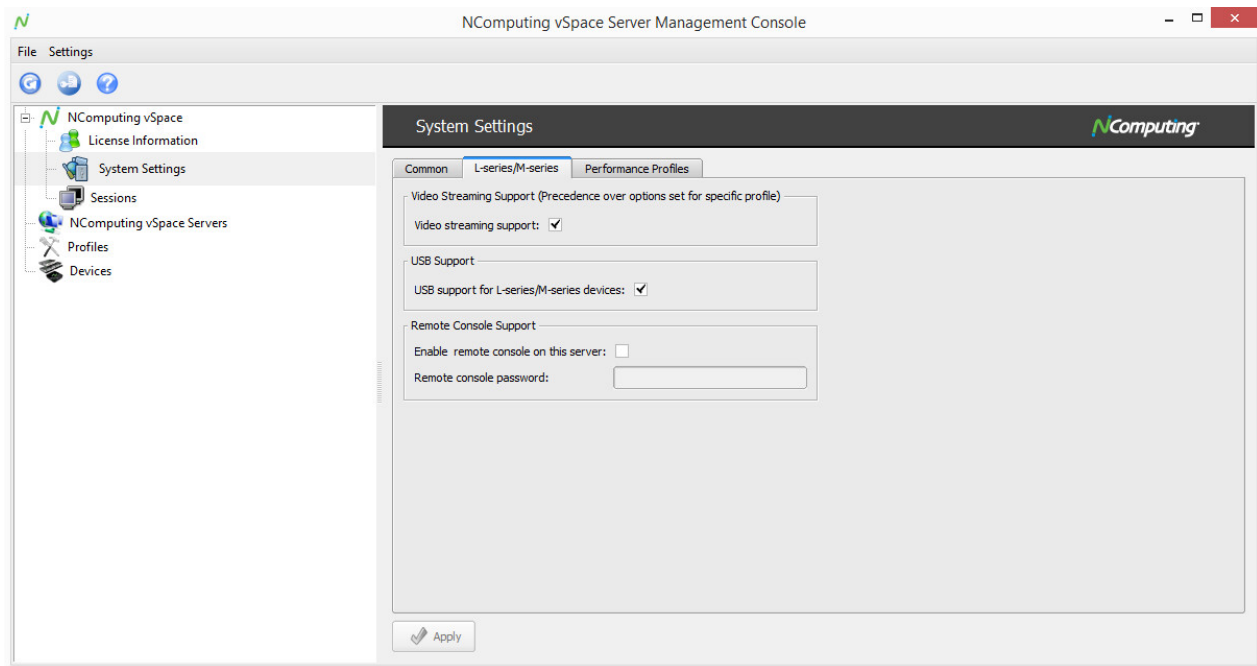 NComputing vSpace Server Management Console
File Settings
NComputing vSpace
License Information
System Settings
Sessions
NComputing vSpace Servers
Profiles
Devices
System Settings
NComputing
Common L-series/M-series Performance Profiles
Video Streaming Support (Precedence over options set for specific profile)
Video streaming support:
USB Support
USB support for L-series/M-series devices:
Remote Console Support
Enable remote console on this server:
Remote console password:
Apply